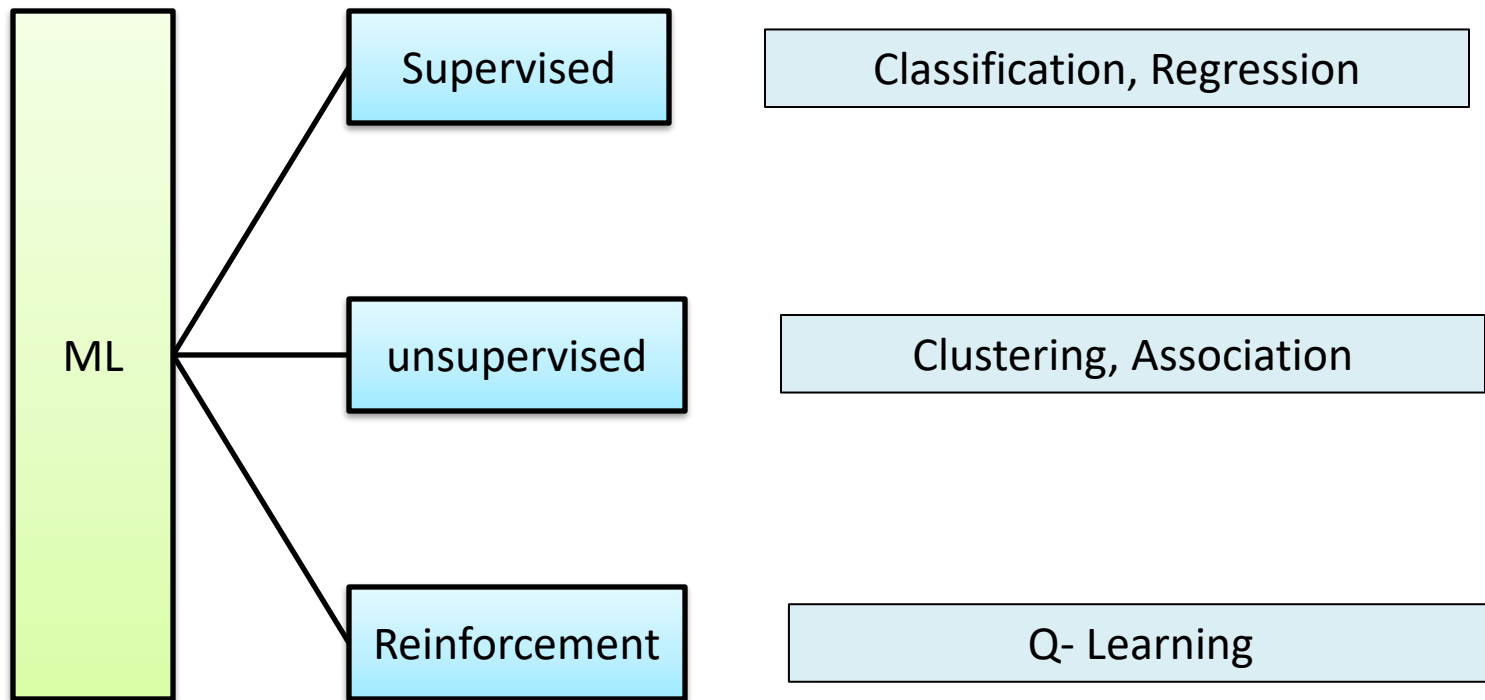 ML
Supervised
Classification, Regression
unsupervised
Clustering, Association
Reinforcement
Q- Learning